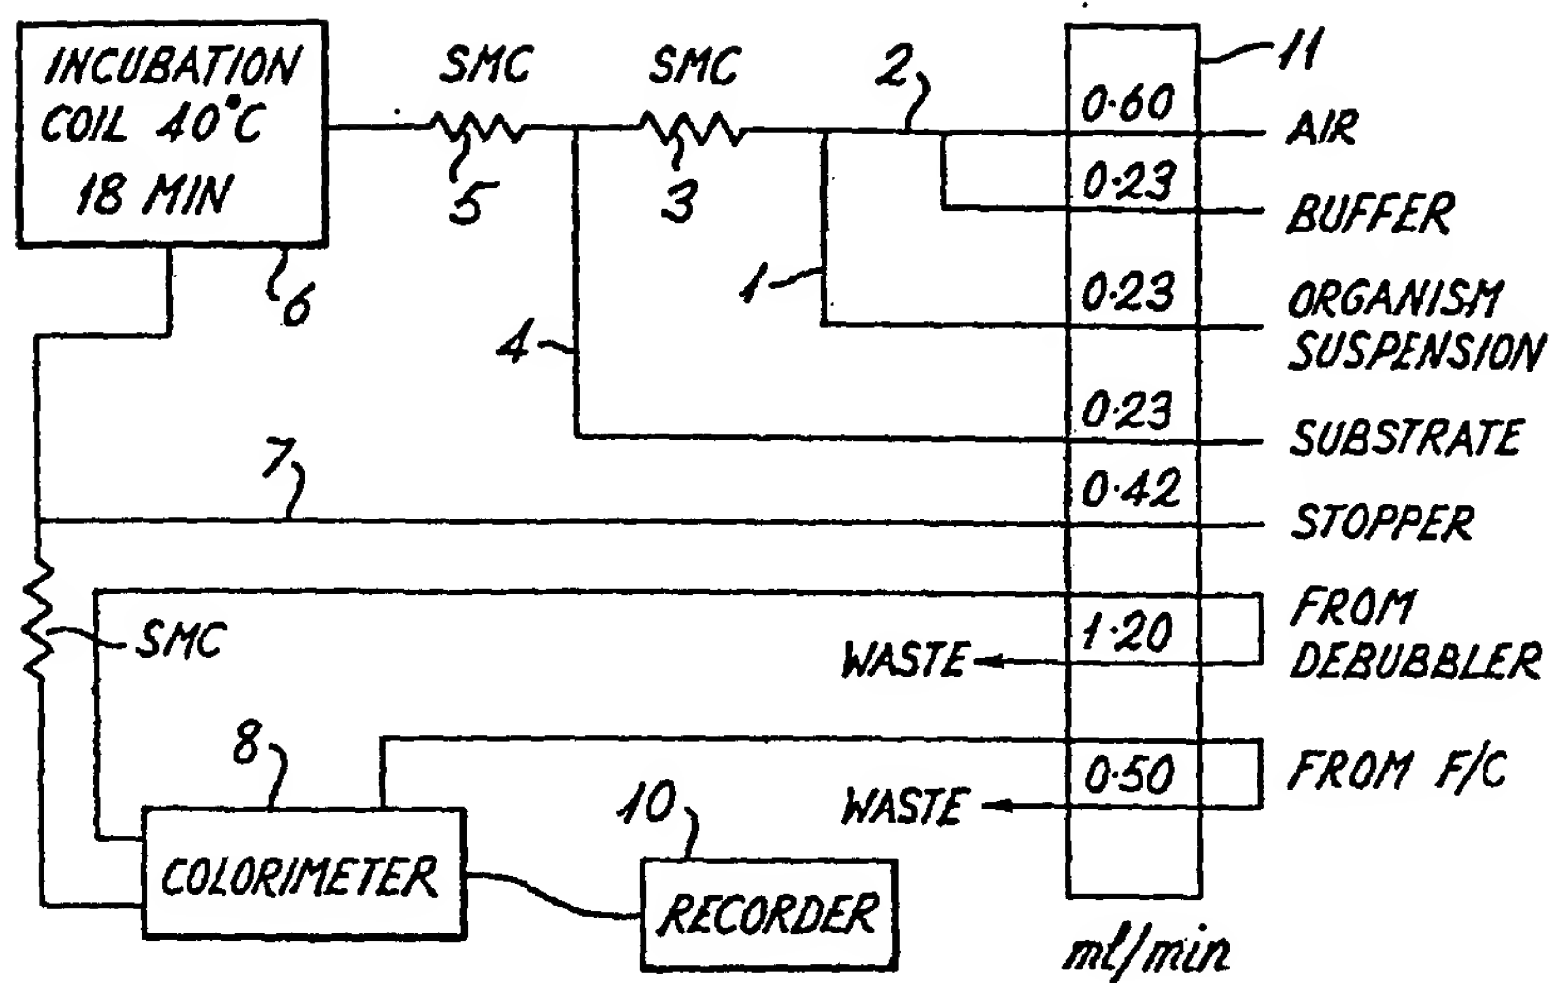 INCUBATION
COIL 40°C
18 MIN
SMC
SMC
2
11
0.60
AIR
5
3
0.23
BUFFER
6
1
0.23
ORGANISM
SUSPENSION
4
0.23
SUBSTRATE
7
0.42
STOPPER
SMC
1.20
FROM
DEBUBBLER
WASTE
8
0.50
FROM F/C
WASTE
10
COLORIMETER
RECORDER
ml/min